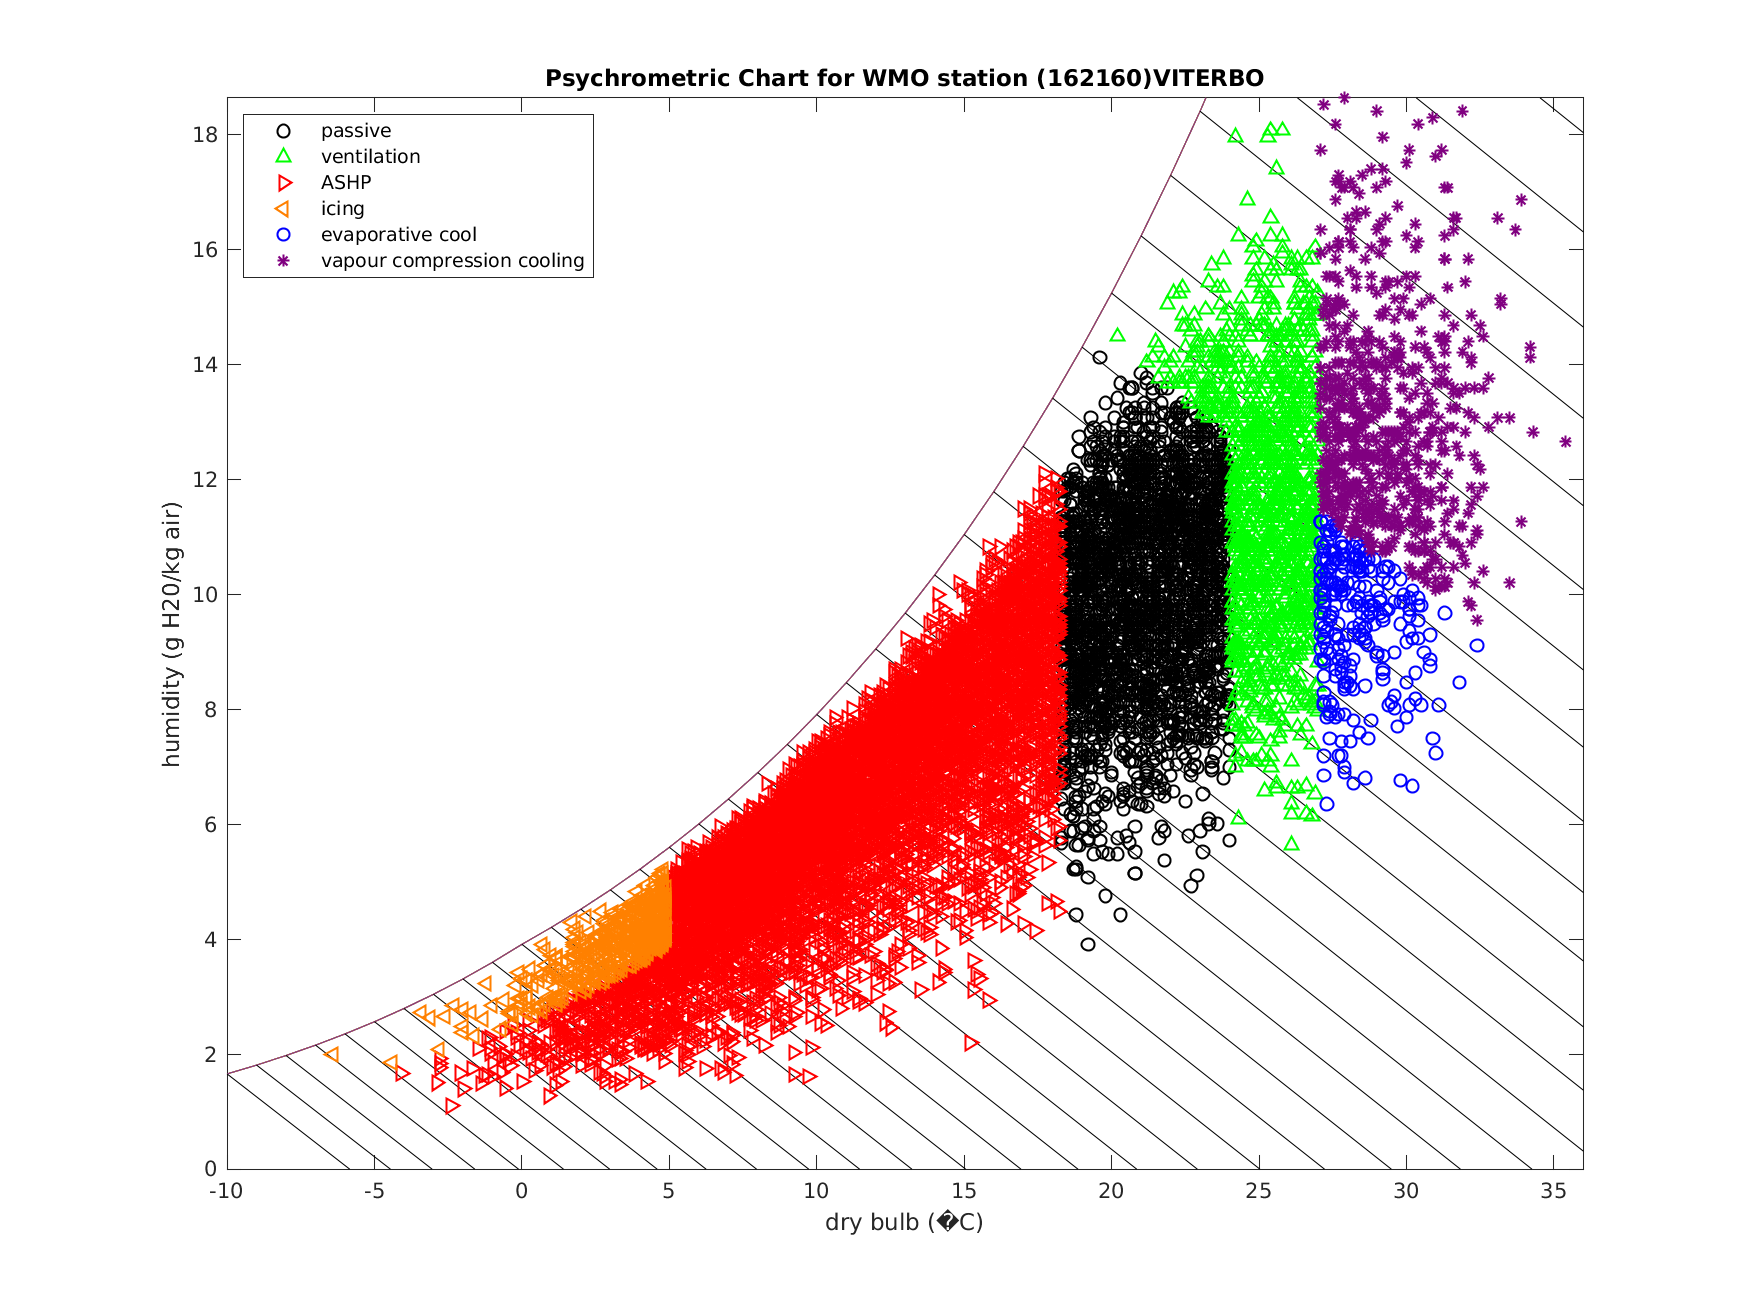 Psychrometric Chart for WMO station (162160)VITERBO
passive
ventilation
ASHP
icing
evaporative cool
vapour compression cooling
humidity (g H20/kg air)
18
16
14
12
10
8
6
4
2
0
-10 -5 0 5 10 15 20 25 30 35
dry bulb (�C)